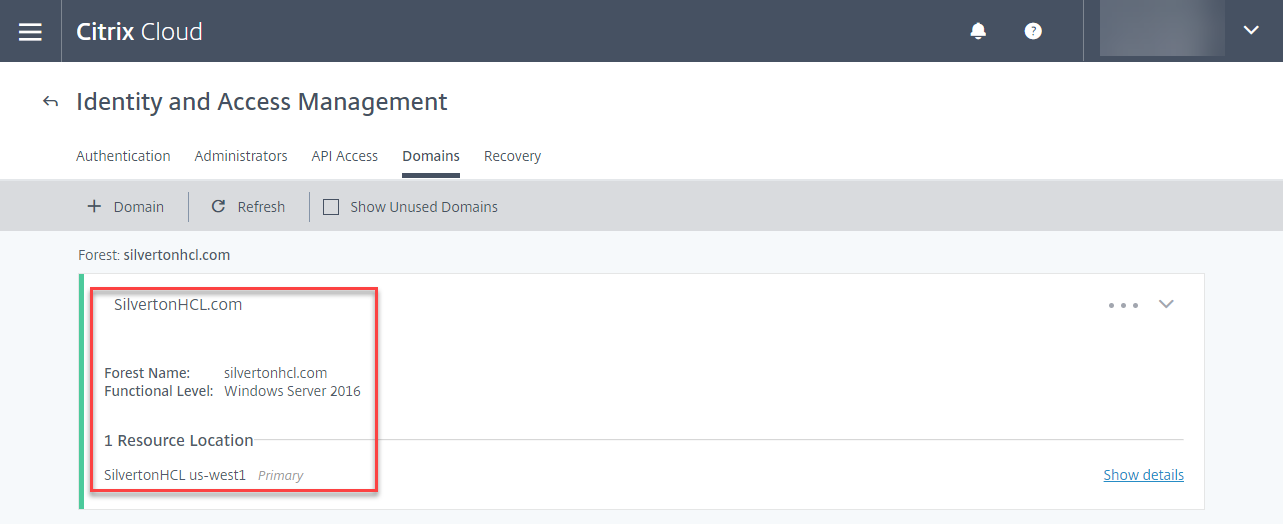 Citrix Cloud
?
Identity and Access Management
Authentication Administrators API Access Domains Recovery
+ Domain Refresh Show Unused Domains
Forest: silvertonhcl.com
SilvertonHCL.com
Forest Name: silvertonhcl.com
Functional Level: Windows Server 2016
1 Resource Location
SilvertonHCL us-west1 Primary Show details